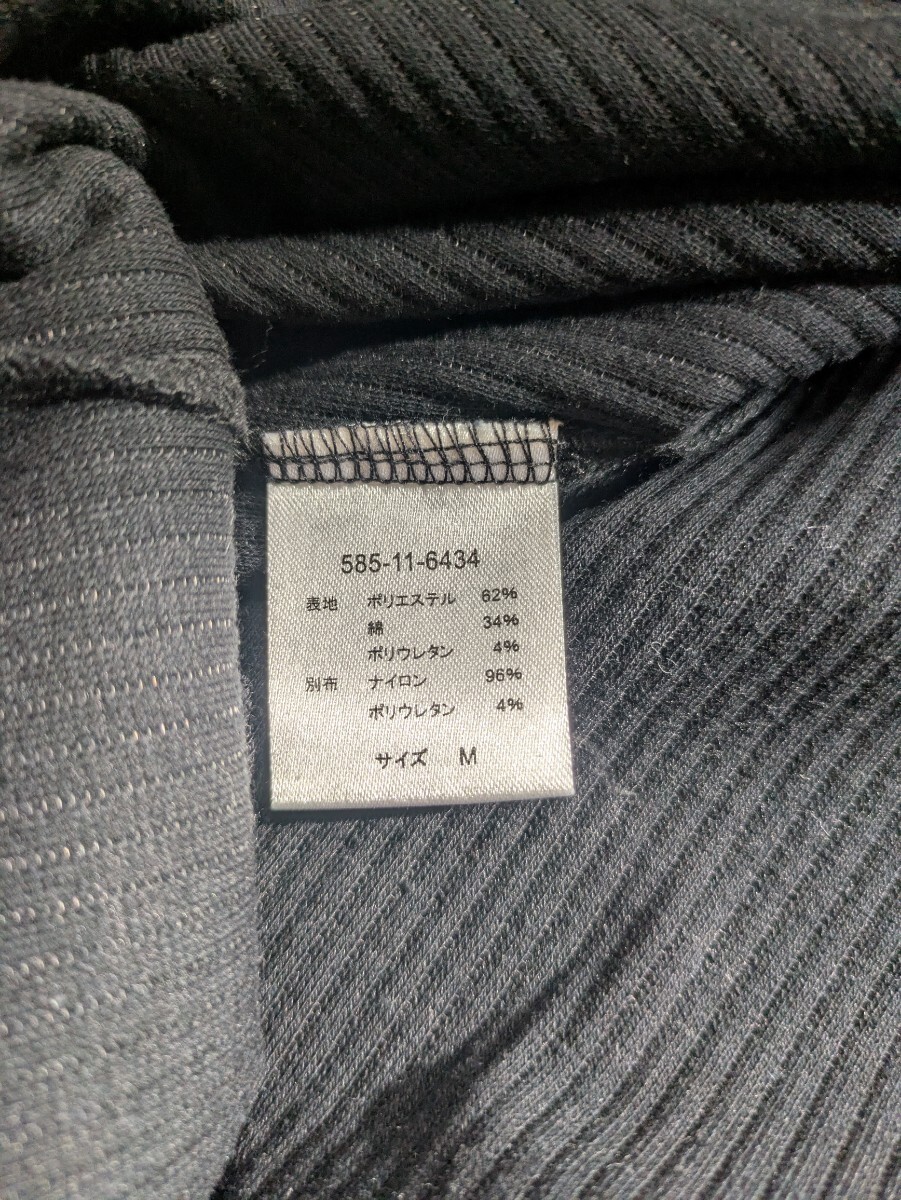 585-11-6434
表地 ポリエステル 62%
綿 34%
ポリウレタン 4%
別布 ナイロン 96%
ポリウレタン 4%
サイズ M